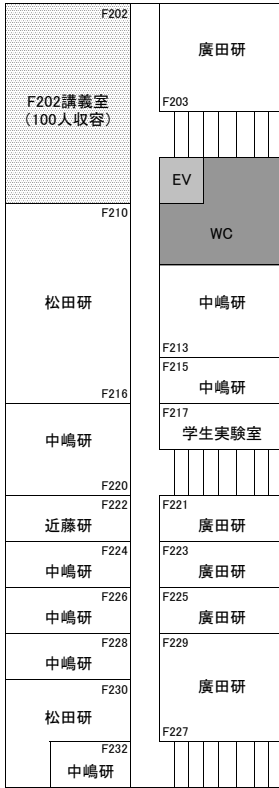 F202
F202講義室
（100人収容）
F210
松田研
F216
中嶋研
F220
F222
近藤研
F224
中嶋研
F226
中嶋研
F228
中嶋研
F230
松田研
F232
中嶋研
廣田研
F203
EV
WC
中嶋研
F213
F215
中嶋研
F217
学生実験室
F221
廣田研
F223
廣田研
F225
廣田研
F229
廣田研
F227